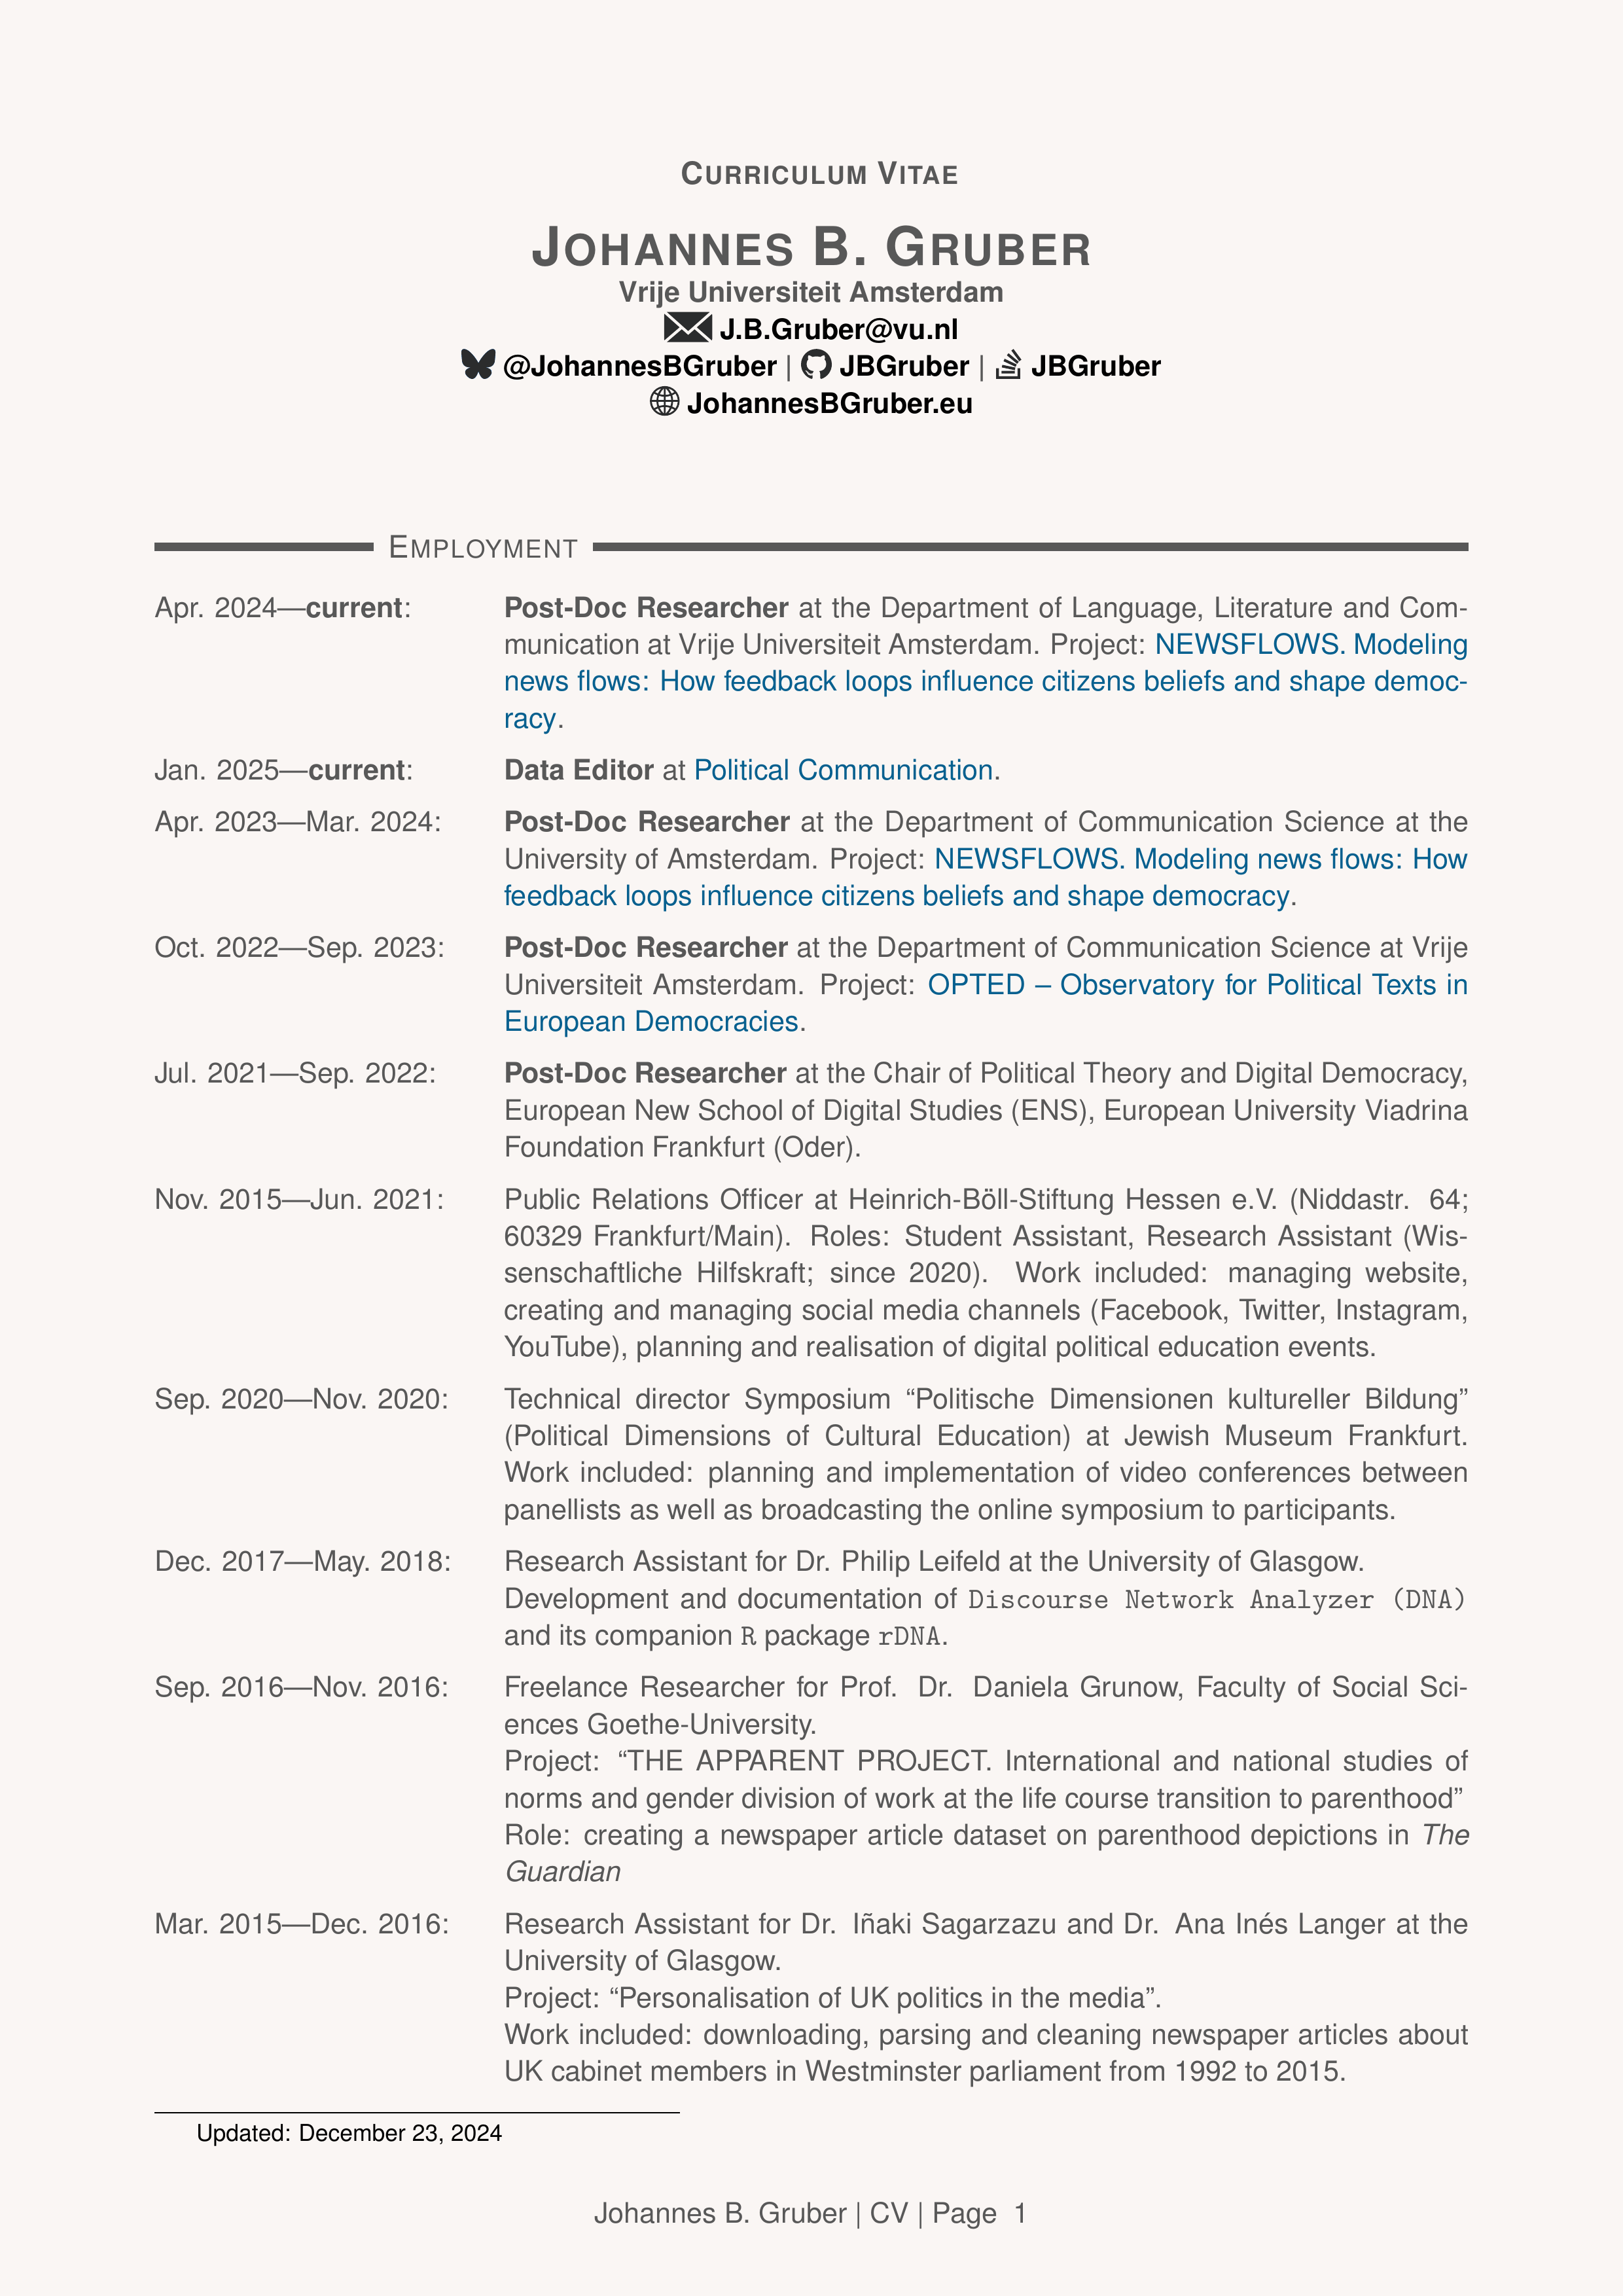 CURRICULUM VITAE
JOHANNES B. GRUBER
Vrije Universiteit Amsterdam
J.B.Gruber@vu.nl
@JohannesBGruber | JBGruber | JBGruber
JohannesBGruber.eu
EMPLOYMENT
Apr. 2024—current: Post-Doc Researcher at the Department of Language, Literature and Com-
munication at Vrije Universiteit Amsterdam. Project: NEWSFLOWS. Modeling
news flows: How feedback loops influence citizens beliefs and shape democ-
racy.
Jan. 2025—current: Data Editor at Political Communication.
Apr. 2023—Mar. 2024: Post-Doc Researcher at the Department of Communication Science at the
University of Amsterdam. Project: NEWSFLOWS. Modeling news flows: How
feedback loops influence citizens beliefs and shape democracy.
Oct. 2022—Sep. 2023: Post-Doc Researcher at the Department of Communication Science at Vrije
Universiteit Amsterdam. Project: OPTED – Observatory for Political Texts in
European Democracies.
Jul. 2021—Sep. 2022: Post-Doc Researcher at the Chair of Political Theory and Digital Democracy,
European New School of Digital Studies (ENS), European University Viadrina
Foundation Frankfurt (Oder).
Nov. 2015—Jun. 2021: Public Relations Officer at Heinrich-Böll-Stiftung Hessen e.V. (Niddastr. 64;
60329 Frankfurt/Main). Roles: Student Assistant, Research Assistant (Wis-
senschaftliche Hilfskraft; since 2020). Work included: managing website,
creating and managing social media channels (Facebook, Twitter, Instagram,
YouTube), planning and realisation of digital political education events.
Sep. 2020—Nov. 2020: Technical director Symposium “Politische Dimensionen kultureller Bildung”
(Political Dimensions of Cultural Education) at Jewish Museum Frankfurt.
Work included: planning and implementation of video conferences between
panellists as well as broadcasting the online symposium to participants.
Dec. 2017—May. 2018: Research Assistant for Dr. Philip Leifeld at the University of Glasgow.
Development and documentation of Discourse Network Analyzer (DNA)
and its companion R package rDNA.
Sep. 2016—Nov. 2016: Freelance Researcher for Prof. Dr. Daniela Grunow, Faculty of Social Sci-
ences Goethe-University.
Project: “THE APPARENT PROJECT. International and national studies of
norms and gender division of work at the life course transition to parenthood”
Role: creating a newspaper article dataset on parenthood depictions in The
Guardian
Mar. 2015—Dec. 2016: Research Assistant for Dr. Iñaki Sagarzazu and Dr. Ana Inés Langer at the
University of Glasgow.
Project: “Personalisation of UK politics in the media”.
Work included: downloading, parsing and cleaning newspaper articles about
UK cabinet members in Westminster parliament from 1992 to 2015.
Updated: December 23, 2024
Johannes B. Gruber | CV | Page 1